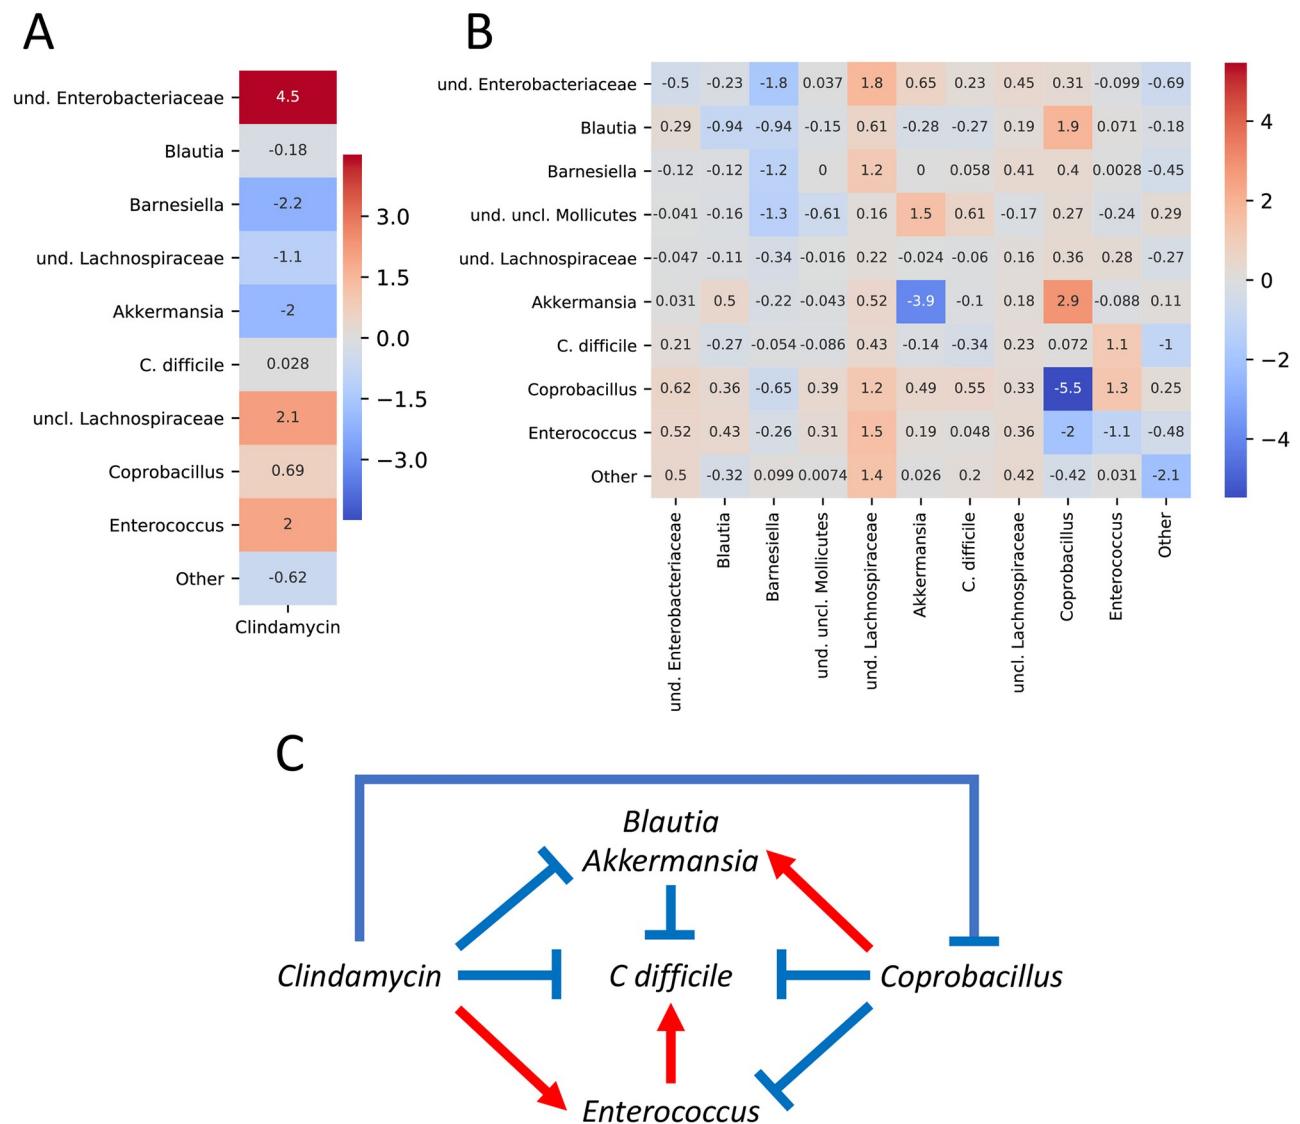 A
und. Enterobacteriaceae 4.5
Blautia -0.18
Barnesiella -2.2
und. Lachnospiraceae -1.1
Akkermansia -2
C. difficile 0.028
uncl. Lachnospiraceae 2.1
Coprobacillus 0.69
Enterococcus 2
Other -0.62
Clindamycin
3.0
1.5
0.0
−1.5
−3.0
B
und. Enterobacteriaceae -0.5 -0.23 -1.8 0.037 1.8 0.65 0.23 0.45 0.31 -0.099 -0.69
Blautia 0.29 -0.94 -0.94 -0.15 0.61 -0.28 -0.27 0.19 1.9 0.071 -0.18
Barnesiella -0.12 -0.12 -1.2 0 1.2 0 0.058 0.41 0.4 0.0028 -0.45
und. uncl. Mollicutes -0.041 -0.16 -1.3 -0.61 0.16 1.5 0.61 -0.17 0.27 -0.24 0.29
und. Lachnospiraceae -0.047 -0.11 -0.34 -0.016 0.22 -0.024 -0.06 0.16 0.36 0.28 -0.27
Akkermansia 0.031 0.5 -0.22 -0.043 0.52 -3.9 -0.1 0.18 2.9 -0.088 0.11
C. difficile 0.21 -0.27 -0.054 -0.086 0.43 -0.14 -0.34 0.23 0.072 1.1 -1
Coprobacillus 0.62 0.36 -0.65 0.39 1.2 0.49 0.55 0.33 -5.5 1.3 0.25
Enterococcus 0.52 0.43 -0.26 0.31 1.5 0.19 0.048 0.36 -2 -1.1 -0.48
Other 0.5 -0.32 0.099 0.0074 1.4 0.026 0.2 0.42 -0.42 0.031 -2.1
und. Enterobacteriaceae
Blautia
Barnesiella
und. uncl. Mollicutes
und. Lachnospiraceae
Akkermansia
C. difficile
uncl. Lachnospiraceae
Coprobacillus
Enterococcus
Other
4
2
0
−2
−4
C
Blautia
Akkermansia
Clindamycin
C difficile
Coprobacillus
Enterococcus